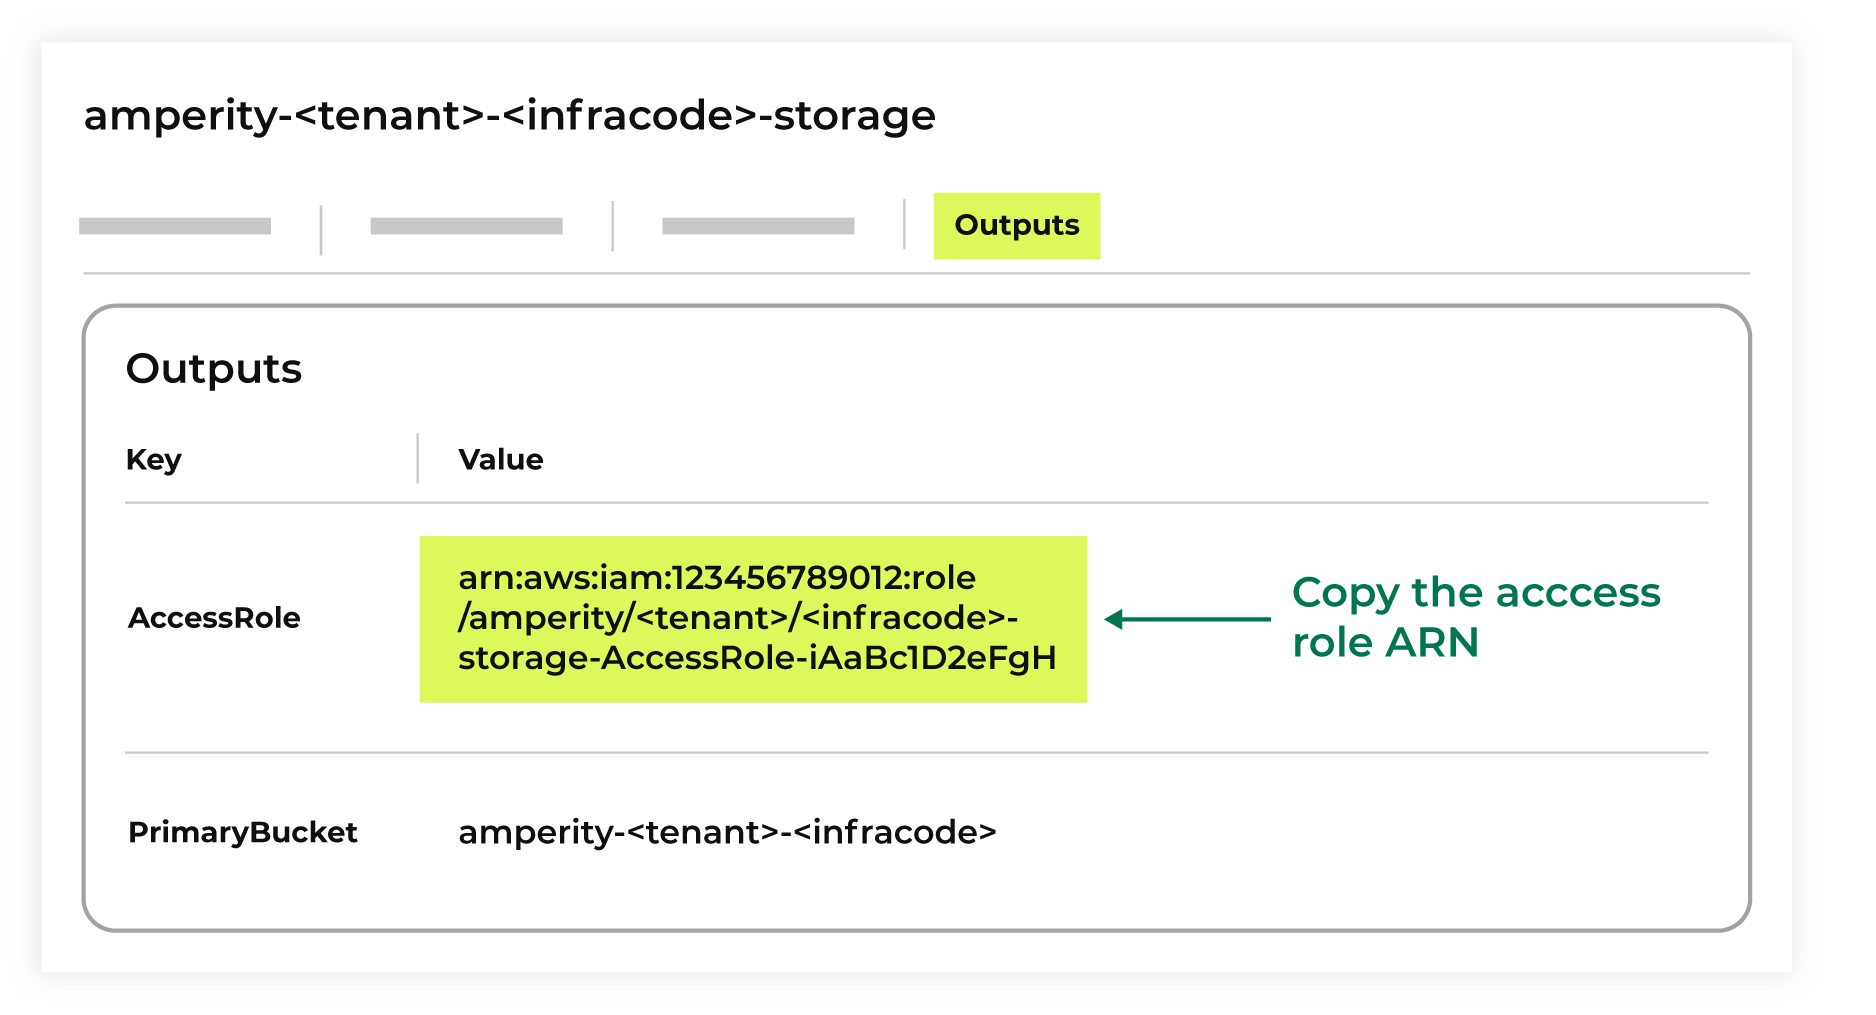 amperity-<tenant>-<infracode>-storage
Outputs
Outputs
Key Value
AccessRole
arn:aws:iam:123456789012:role
/amperity/<tenant>/<infracode>-
storage-AccessRole-iAaBc1D2eFgH
Copy the acccess
role ARN
PrimaryBucket amperity-<tenant>-<infracode>